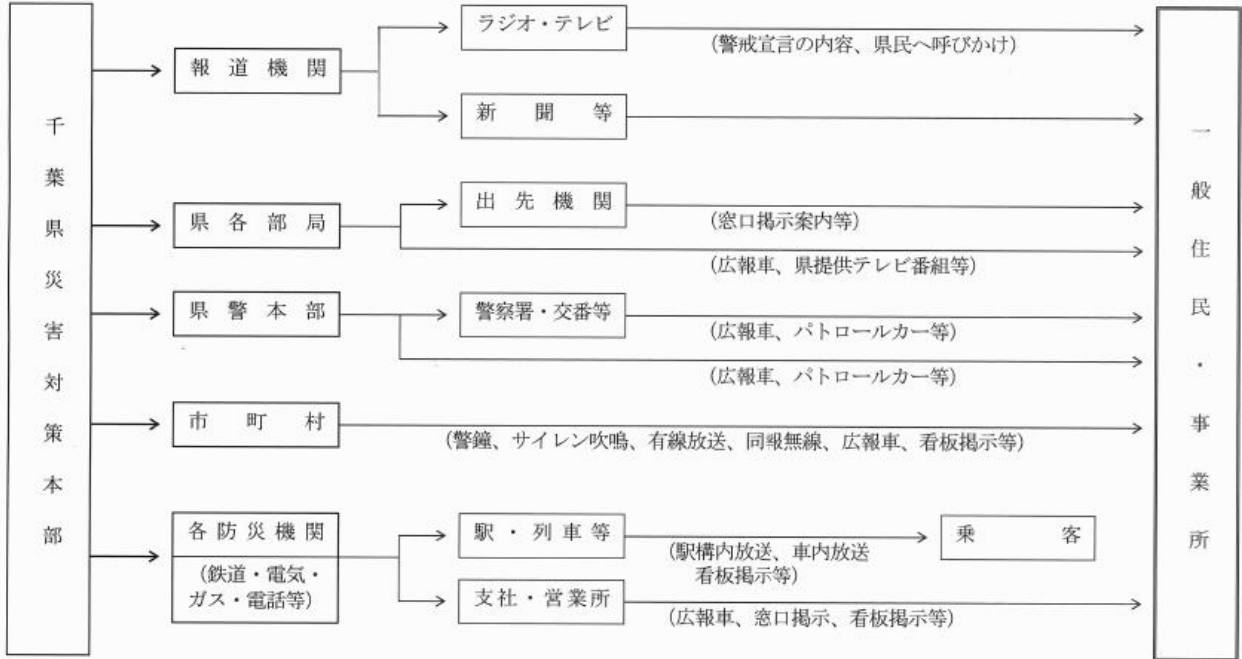 千葉県災害対策本部
報道機関
ラジオ・テレビ
(警戒宣言の内容、県民へ呼びかけ)
新聞等
県各部局
出先機関
(窓口掲示案内等)
(広報車、県提供テレビ番組等)
県警本部
警察署・交番等
(広報車、パトロールカー等)
(広報車、パトロールカー等)
市町村
(警鐘、サイレン吹鳴、有線放送、同報無線、広報車、看板掲示等)
各防災機関
(鉄道・電気・
ガス・電話等)
駅・列車等
(駅構内放送、車内放送
看板掲示等)
乗客
支社・営業所
(広報車、窓口掲示、看板掲示等)
一般住民・事業所